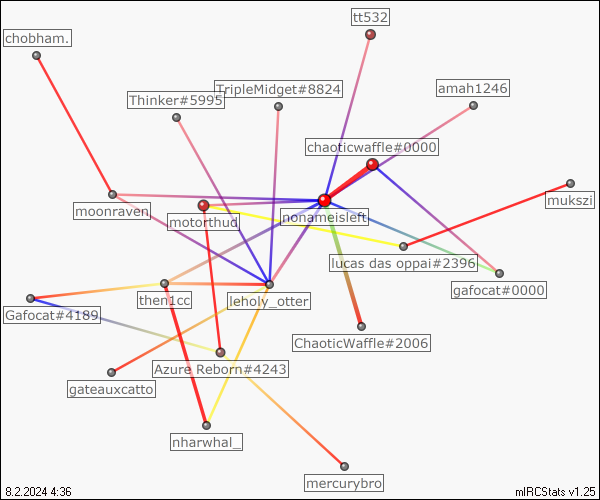 tt532
chobham.
TripleMidget#8824
amah1246
Thinker#5995
chaoticwaffle#0000
mukszi
moonraven
motorthud
nonameisleft
lucas das oppai#2396
gafocat#0000
then1cc
leholy_otter
Gafocat#4189
ChaoticWaffle#2006
Azure Reborn#4243
gateauxcatto
nharwhal_
mercurybro
8.2.2024 4:36
mIRCStats v1.25